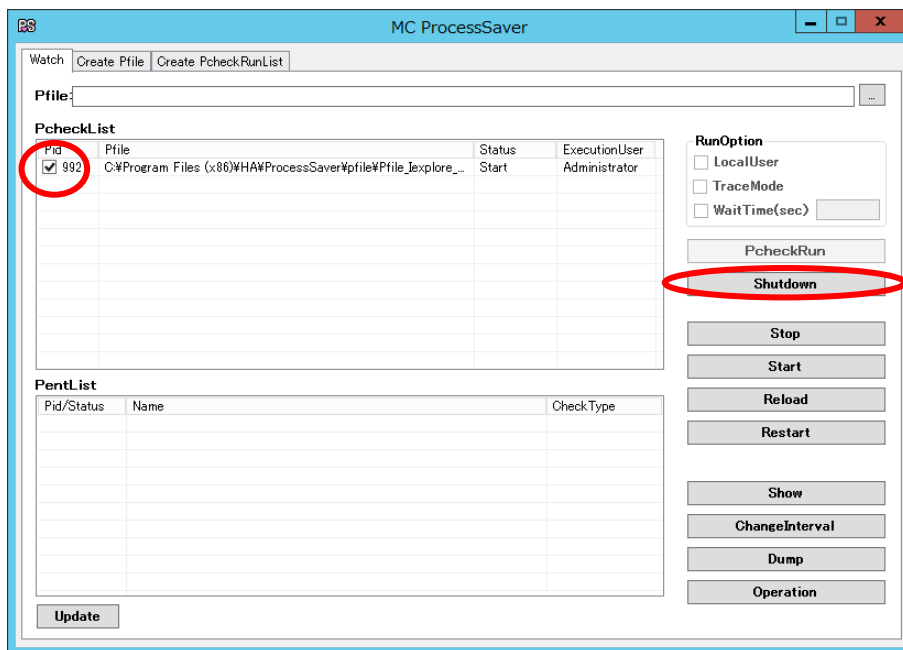 PS MC ProcessSaver
Watch Create Pfile Create PcheckRunList
Pfile: ...
PcheckList
Pid Pfile Status ExecutionUser
992 C:¥Program Files (x86)¥HA¥ProcessSaver¥pfile¥Pfile_Iexplore_... Start Administrator
RunOption
LocalUser
TraceMode
WaitTime(sec)
PcheckRun
Shutdown
Stop
Start
Reload
Restart
PentList
Pid/Status Name CheckType
Show
ChangeInterval
Dump
Operation
Update